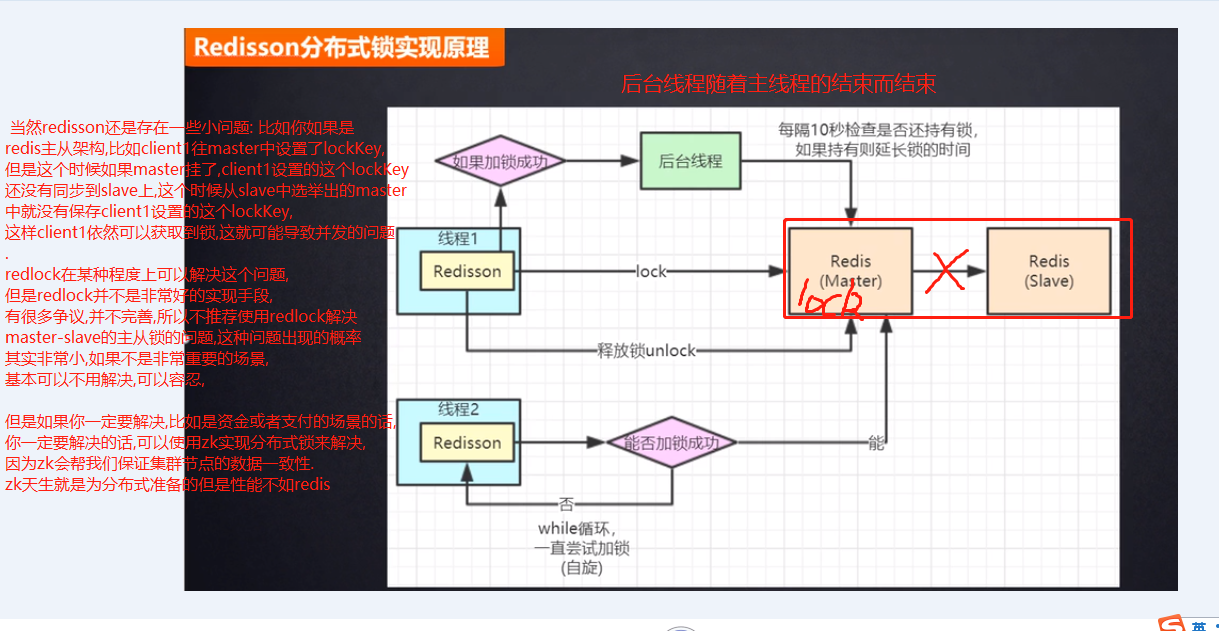 Redisson分布式锁实现原理
后台线程随着主线程的结束而结束
当然redisson还是存在一些小问题: 比如你如果是
redis主从架构,比如client1往master中设置了lockKey,
但是这个时候如果master挂了,client1设置的这个lockKey
还没有同步到slave上,这个时候从slave中选举出的master
中就没有保存client1设置的这个lockKey,
这样client1依然可以获取到锁,这就可能导致并发的问题
.
redlock在某种程度上可以解决这个问题,
但是redlock并不是非常好的实现手段,
有很多争议,并不完善,所以不推荐使用redlock解决
master-slave的主从锁的问题,这种问题出现的概率
其实非常小,如果不是非常重要的场景,
基本可以不用解决,可以容忍,
但是如果你一定要解决,比如是资金或者支付的场景的话,
你一定要解决的话,可以使用zk实现分布式锁来解决,
因为zk会帮我们保证集群节点的数据一致性.
zk天生就是为分布式准备的但是性能不如redis
如果加锁成功
后台线程
每隔10秒检查是否还持有锁，
如果持有则延长锁的时间
线程1
Redisson
lock
Redis
(Master)
lock
Redis
(Slave)
释放锁unlock
线程2
Redisson
能否加锁成功
能
否
while循环，
一直尝试加锁
(自旋)
英